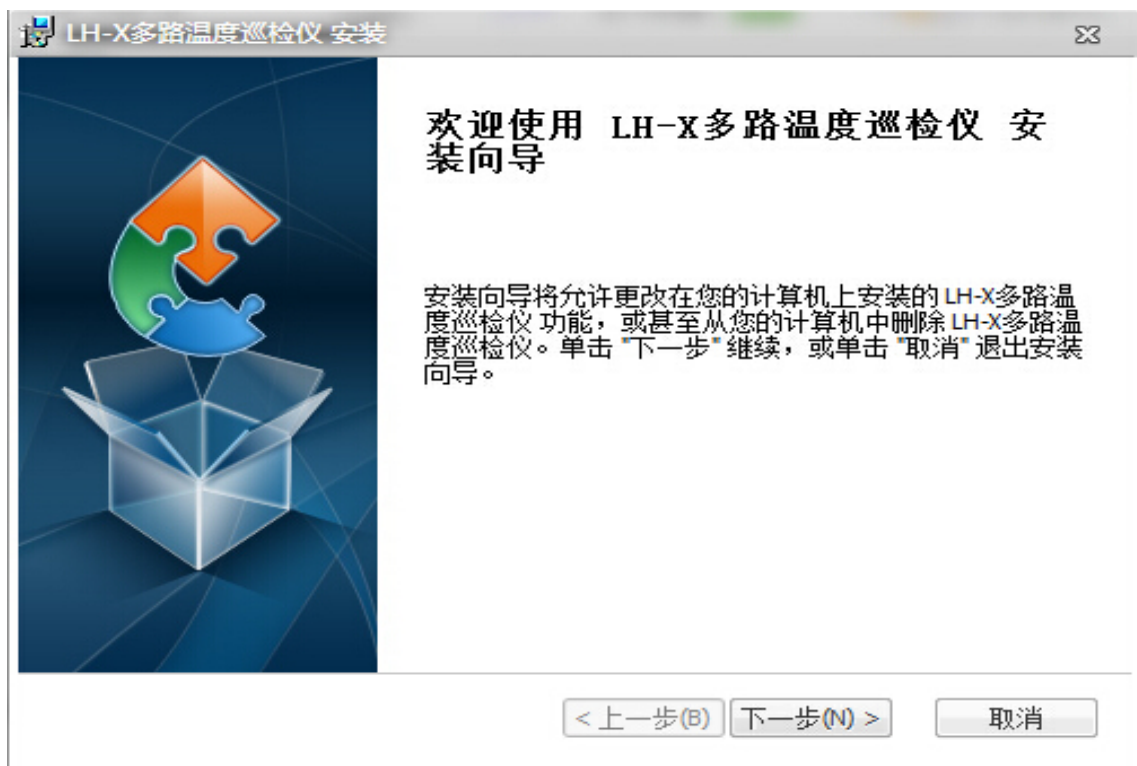 LH-X多路温度巡检仪 安装
欢迎使用 LH-X多路温度巡检仪 安
装向导
安装向导将允许更改在您的计算机上安装的 LH-X多路温
度巡检仪 功能，或甚至从您的计算机中删除 LH-X多路温
度巡检仪。单击 "下一步" 继续，或单击 "取消" 退出安装
向导。
< 上一步(B) 下一步(N) > 取消